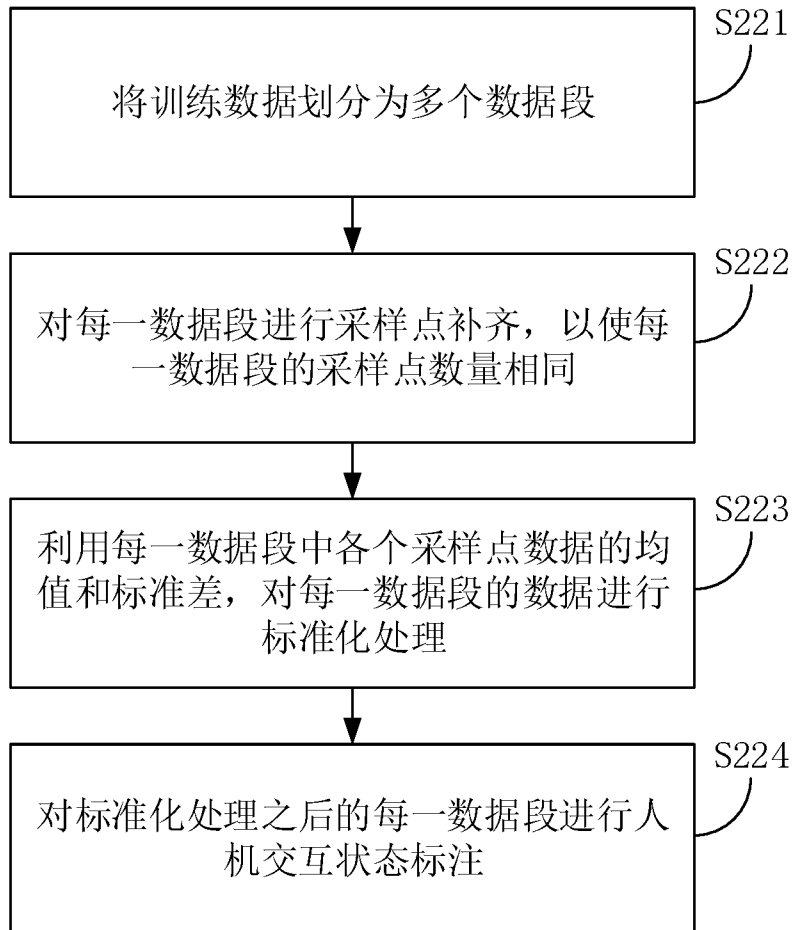 S221
将训练数据划分为多个数据段
S222
对每一数据段进行采样点补齐，以使每
一数据段的采样点数量相同
S223
利用每一数据段中各个采样点数据的均
值和标准差，对每一数据段的数据进行
标准化处理
S224
对标准化处理之后的每一数据段进行人
机交互状态标注